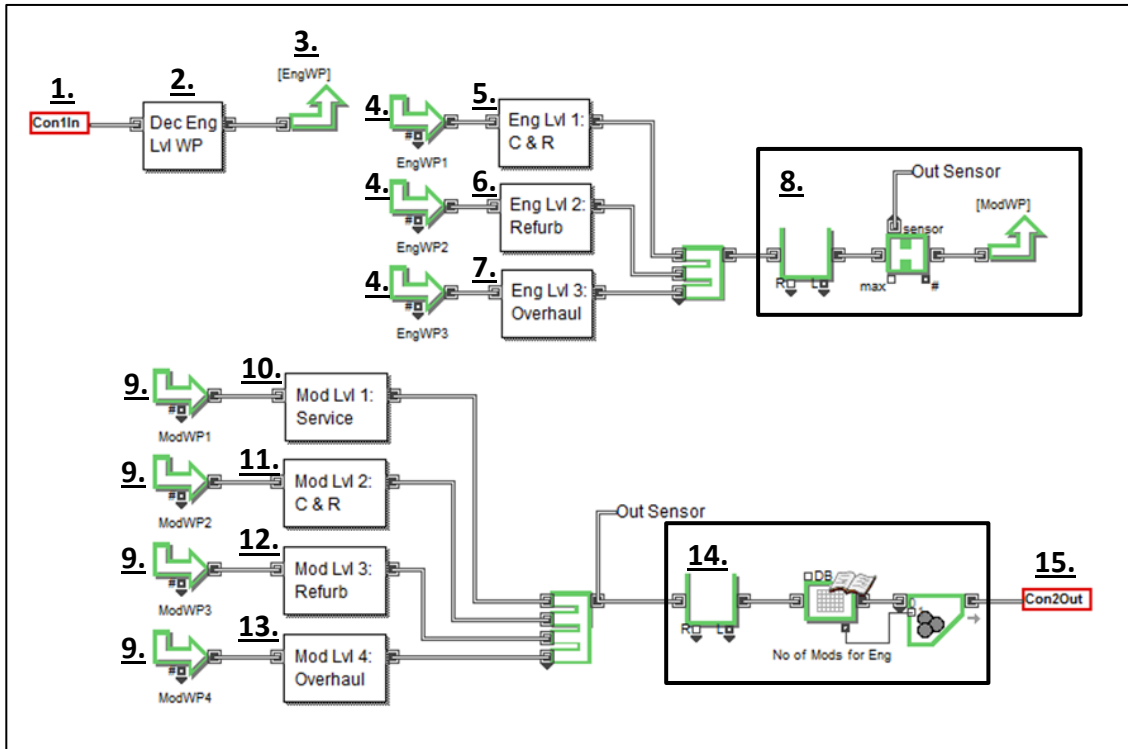 1.
Con1In
2.
Dec Eng
Lvl WP
3.
[EngWP]
4.
#
EngWP1
5.
Eng Lvl 1:
C & R
4.
#
EngWP2
6.
Eng Lvl 2:
Refurb
4.
#
EngWP3
7.
Eng Lvl 3:
Overhaul
8.
R
L
Out Sensor
sensor
max
#
[ModWP]
9.
#
ModWP1
10.
Mod Lvl 1:
Service
9.
#
ModWP2
11.
Mod Lvl 2:
C & R
9.
#
ModWP3
12.
Mod Lvl 3:
Refurb
9.
#
ModWP4
13.
Mod Lvl 4:
Overhaul
Out Sensor
14.
R
L
DB
No of Mods for Eng
15.
Con2Out